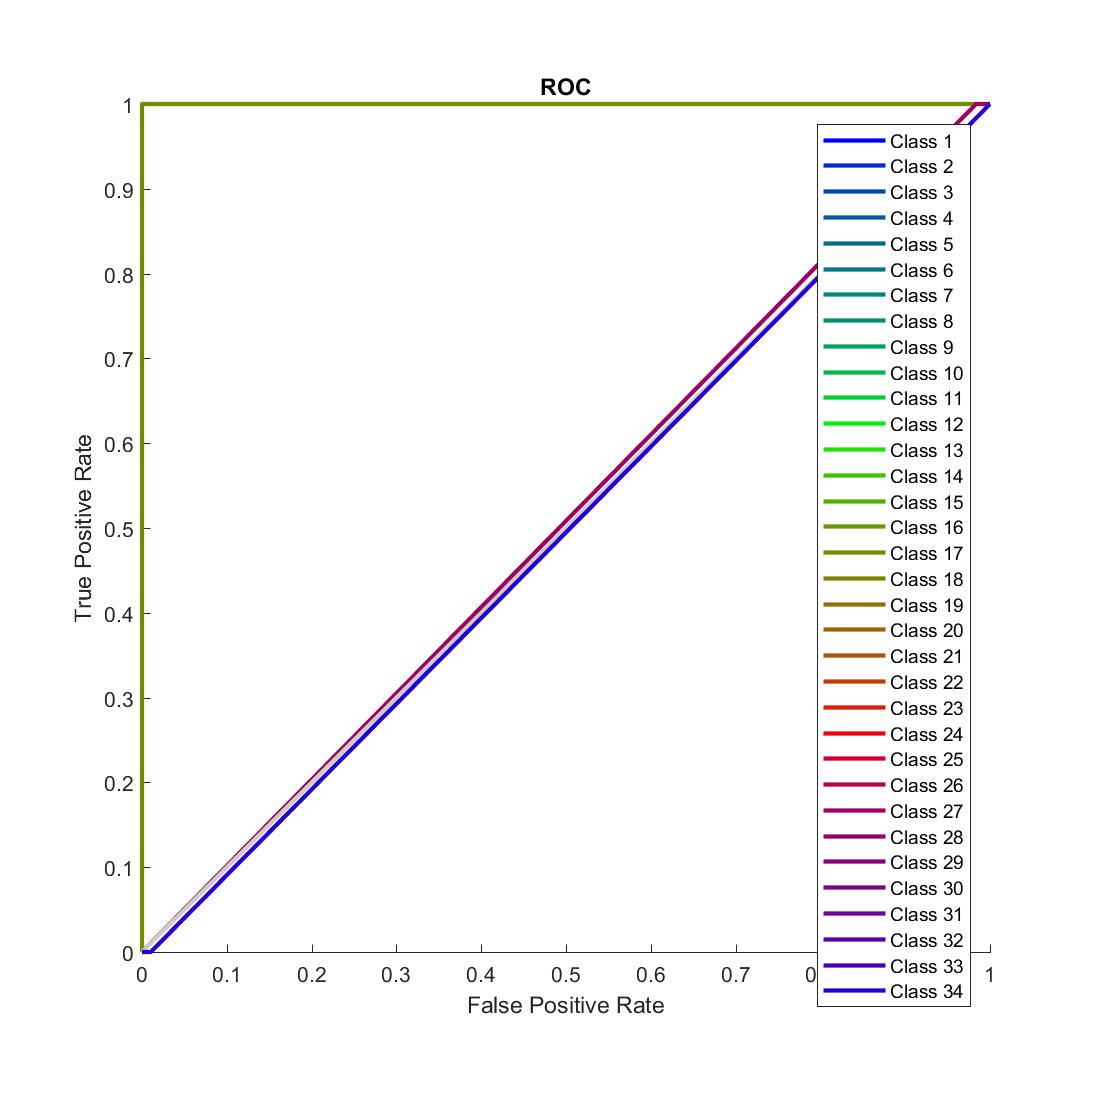 ROC
1
0.9
0.8
0.7
0.6
0.5
0.4
0.3
0.2
0.1
0
True Positive Rate
Class 1
Class 2
Class 3
Class 4
Class 5
Class 6
Class 7
Class 8
Class 9
Class 10
Class 11
Class 12
Class 13
Class 14
Class 15
Class 16
Class 17
Class 18
Class 19
Class 20
Class 21
Class 22
Class 23
Class 24
Class 25
Class 26
Class 27
Class 28
Class 29
Class 30
Class 31
Class 32
Class 33
Class 34
0 0.1 0.2 0.3 0.4 0.5 0.6 0.7 1
False Positive Rate